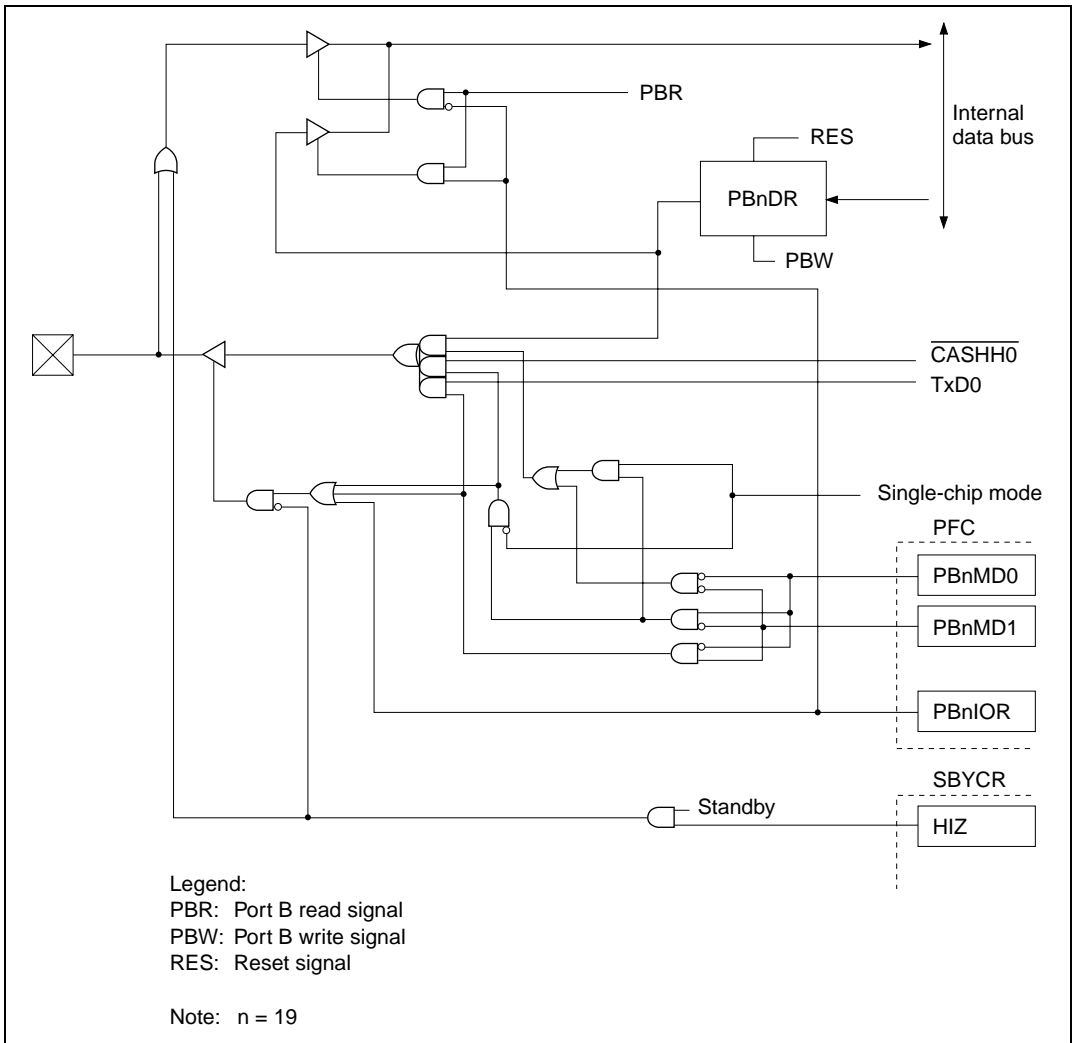 PBR
Internal
data bus
RES
PBnDR
PBW
CASHH0
TxD0
Single-chip mode
PFC
PBnMD0
PBnMD1
PBnIOR
SBYCR
Standby
HIZ
Legend:
PBR: Port B read signal
PBW: Port B write signal
RES: Reset signal
Note: n = 19